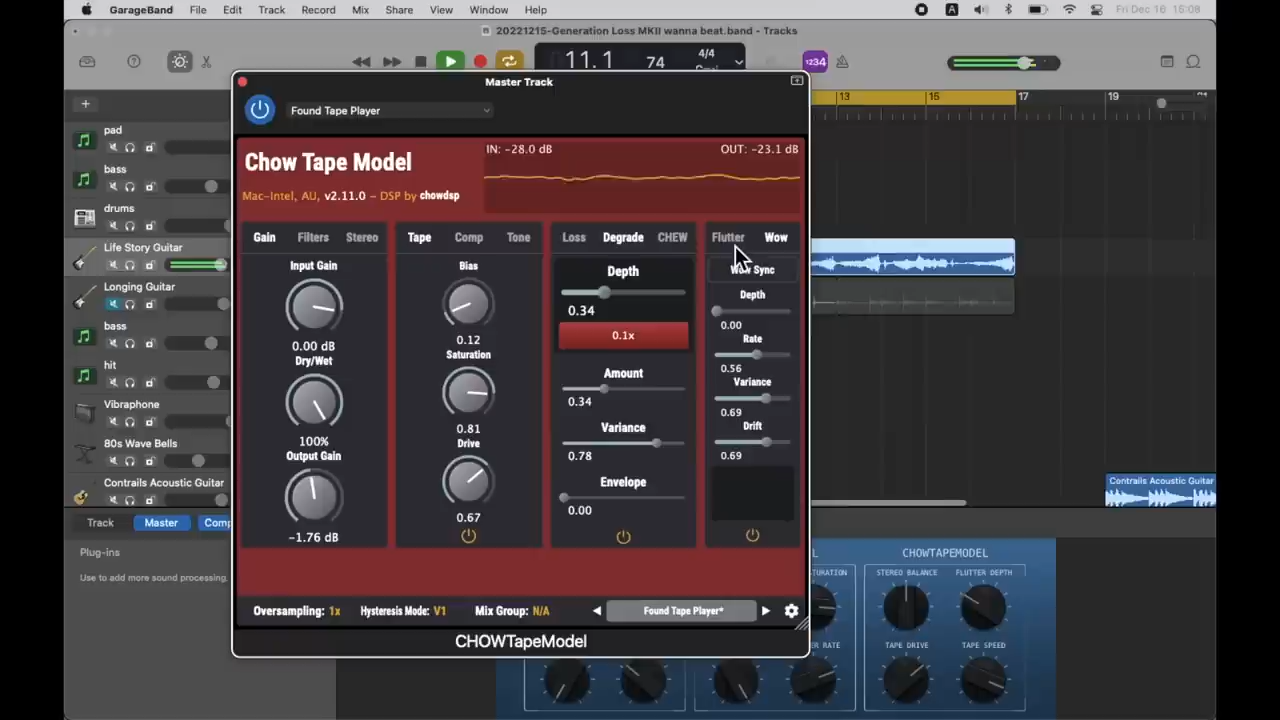 GarageBand File Edit Track Record Mix Share View Window Help A Fri Dec 16 15:08
20221215-Generation Loss MKII wanna beat.band - Tracks
11.1 74 4/4
1234
Master Track
Found Tape Player
13 15 17 19
Chow Tape Model
IN: -28.0 dB OUT: -23.1 dB
Mac-Intel, AU, v2.11.0 - DSP by chowdsp
pad
bass
drums
Life Story Guitar
Longing Guitar
bass
hit
Vibraphone
80s Wave Bells
Contrails Acoustic Guitar
Gain Filters Stereo
Input Gain
0.00 dB
Dry/Wet
100%
Output Gain
-1.76 dB
Tape Comp Tone
Bias
0.12
Saturation
0.81
Drive
0.67
Loss Degrade CHEW
Depth
0.34
0.1x
Amount
0.34
Variance
0.78
Envelope
0.00
Flutter Wow
Wow Sync
Depth
0.00
Rate
0.56
Variance
0.69
Drift
0.69
Contrails Acoustic Guitar
Oversampling: 1x Hysteresis Mode: V1 Mix Group: N/A Found Tape Player*
CHOWTapeModel
Track Master Comp
Plug-ins
Use to add more sound processing.
CHOWTAPEMODEL
STEREO BALANCE FLUTTER DEPTH
TAPE DRIVE TAPE SPEED